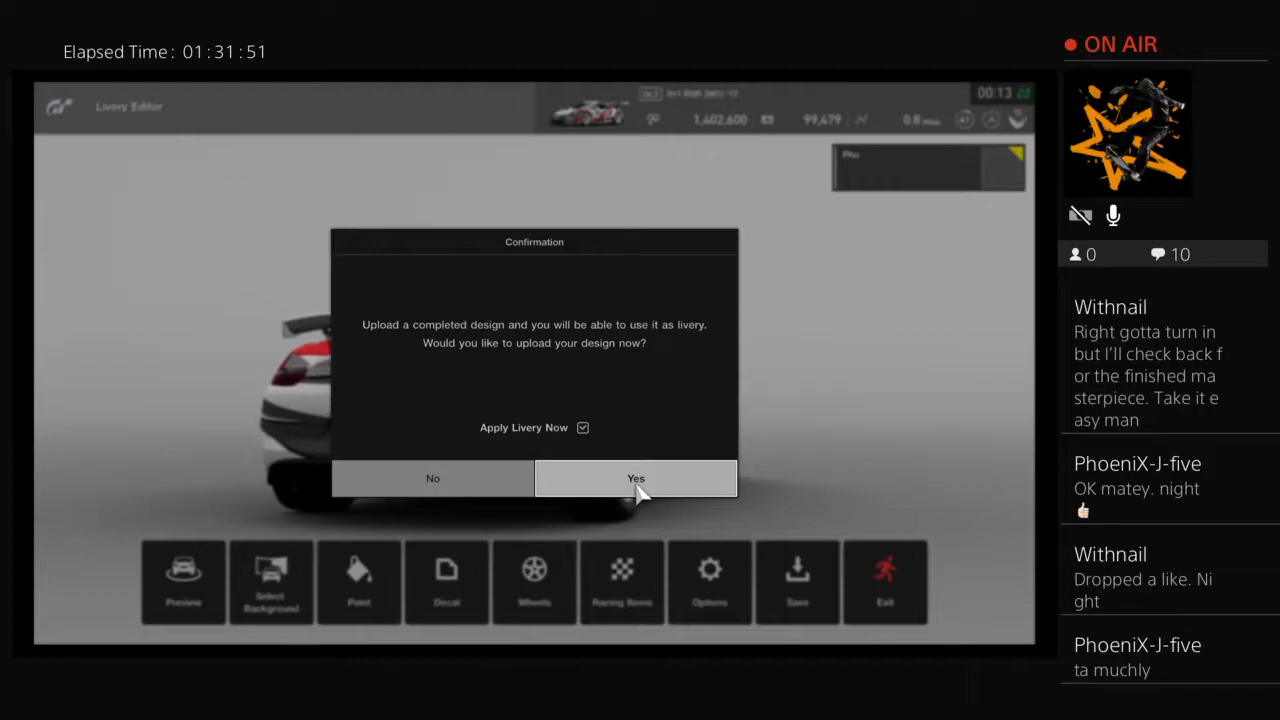 Elapsed Time: 01:31:51
ON AIR
Livery Editor
00:13
1,402,600
99,479
0.8
Pho
0
10
Confirmation
Upload a completed design and you will be able to use it as livery.
Would you like to upload your design now?
Apply Livery Now
No
Yes
Preview
Select
Background
Paint
Decal
Wheels
Racing Items
Options
Save
Exit
Withnail
Right gotta turn in
but I'll check back f
or the finished ma
sterpiece. Take it e
asy man
PhoeniX-J-five
OK matey. night
Withnail
Dropped a like. Ni
ght
PhoeniX-J-five
ta muchly